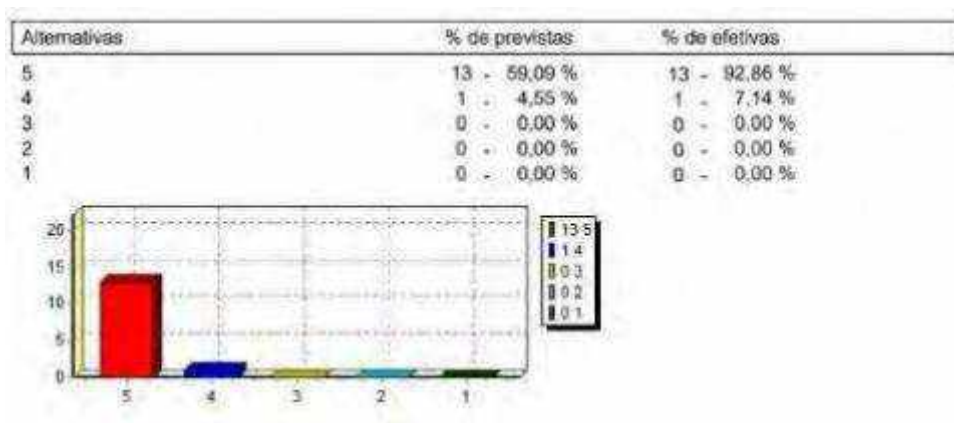 Alternativas % de previstas % de efetivas
5 13 - 59,09 % 13 - 92,86 %
4 1 - 4,55 % 1 - 7,14 %
3 0 - 0,00 % 0 - 0,00 %
2 0 - 0,00 % 0 - 0,00 %
1 0 - 0,00 % 0 - 0,00 %
20
15
10
5
0
5 4 3 2 1
13 5
1 4
0 3
0 2
0 1